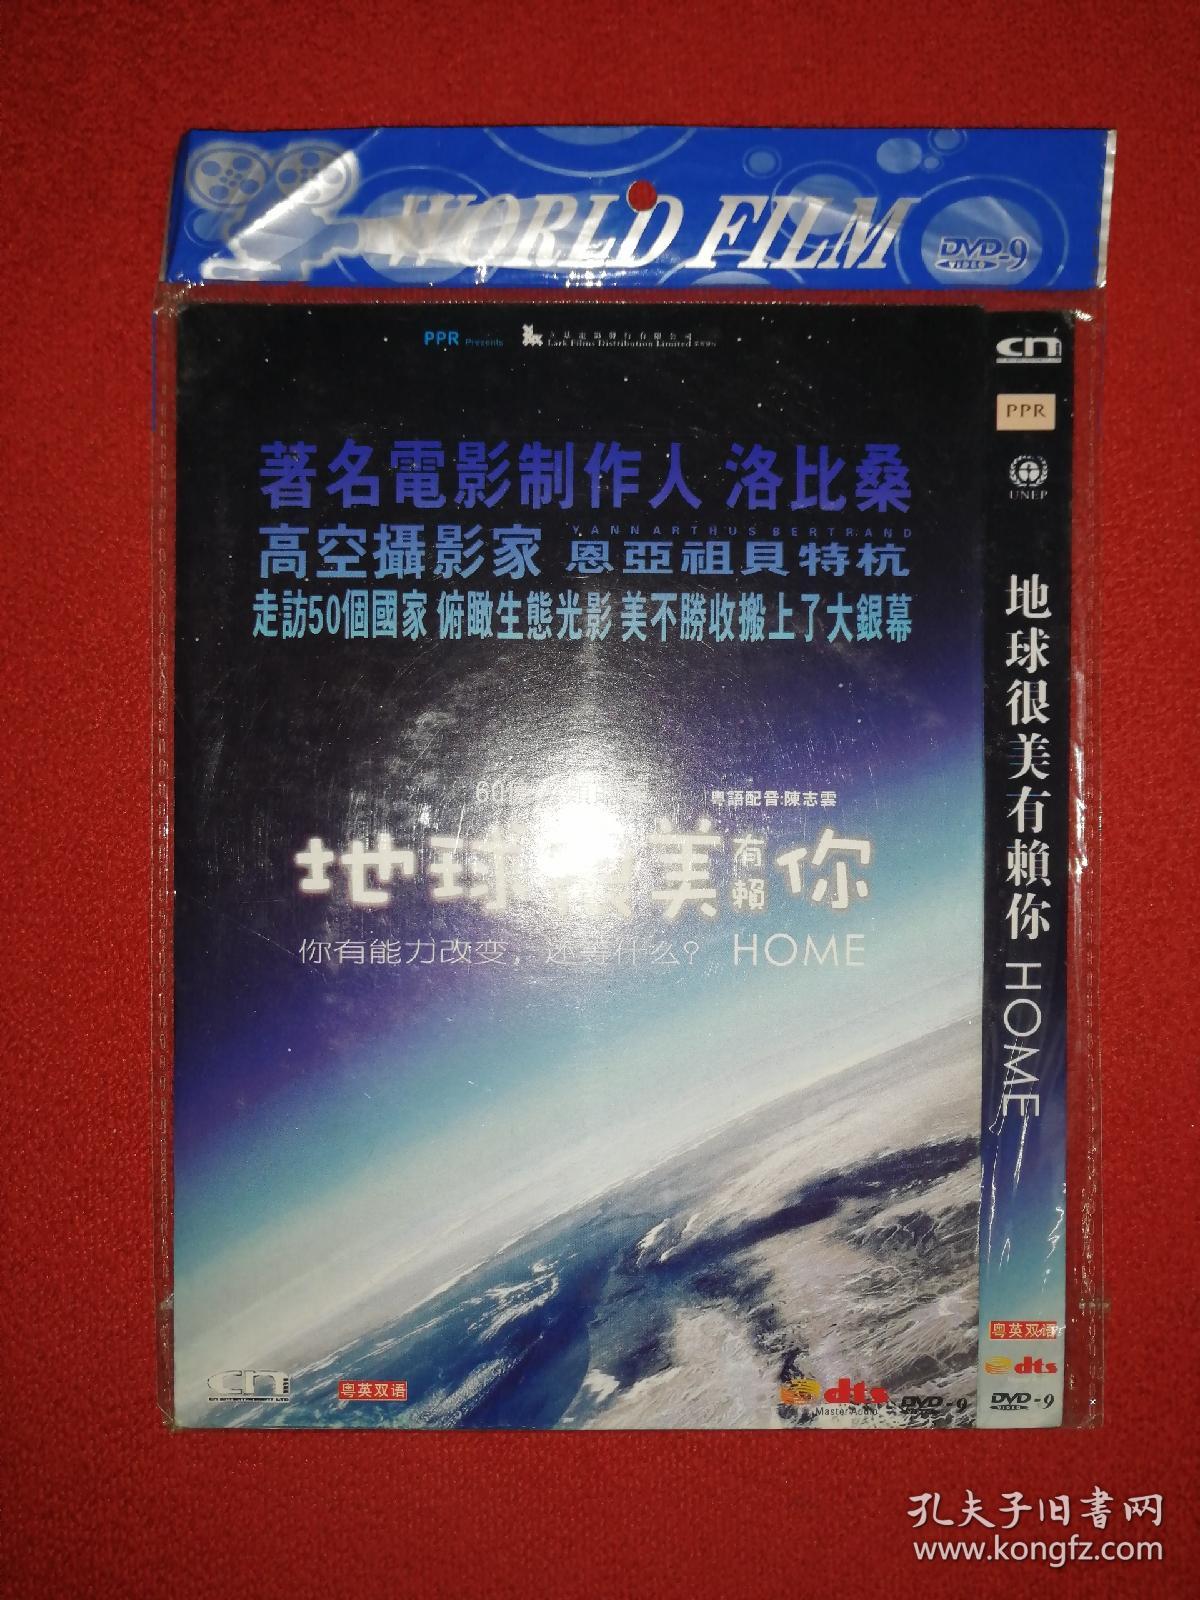 WORLD FILM
DVD-9
VIDEO
PPR Presents
Lark Films Distribution Limited
著名電影制作人 洛比桑
YANN ARTHUS BERTRAND
高空攝影家 恩亞祖貝特杭
走訪50個國家 俯瞰生態光影 美不勝收搬上了大銀幕
粵語配音:陳志雲
地球很美有賴你
你有能力改变，还等什么？ HOME
粤英双语
dts
Master Audio
DVD-9
cn
PPR
UNEP
地球很美有賴你 HOME
粤英双语
dts
DVD-9
VIDEO
孔夫子旧书网
www.kongfz.com